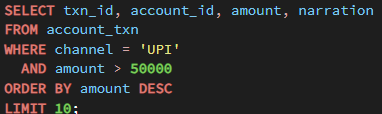 SELECT txn_id, account_id, amount, narration
FROM account_txn
WHERE channel = 'UPI'
  AND amount > 50000
ORDER BY amount DESC
LIMIT 10;